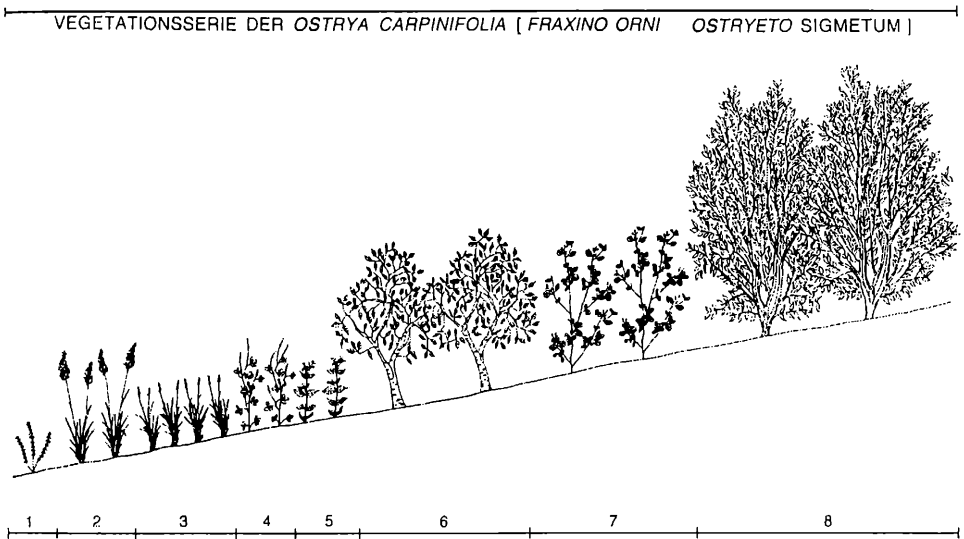 VEGETATIONSSERIE DER OSTRYA CARPINIFOLIA [ FRAXINO ORNI OSTRYETO SIGMETUM ]
1 2 3 4 5 6 7 8